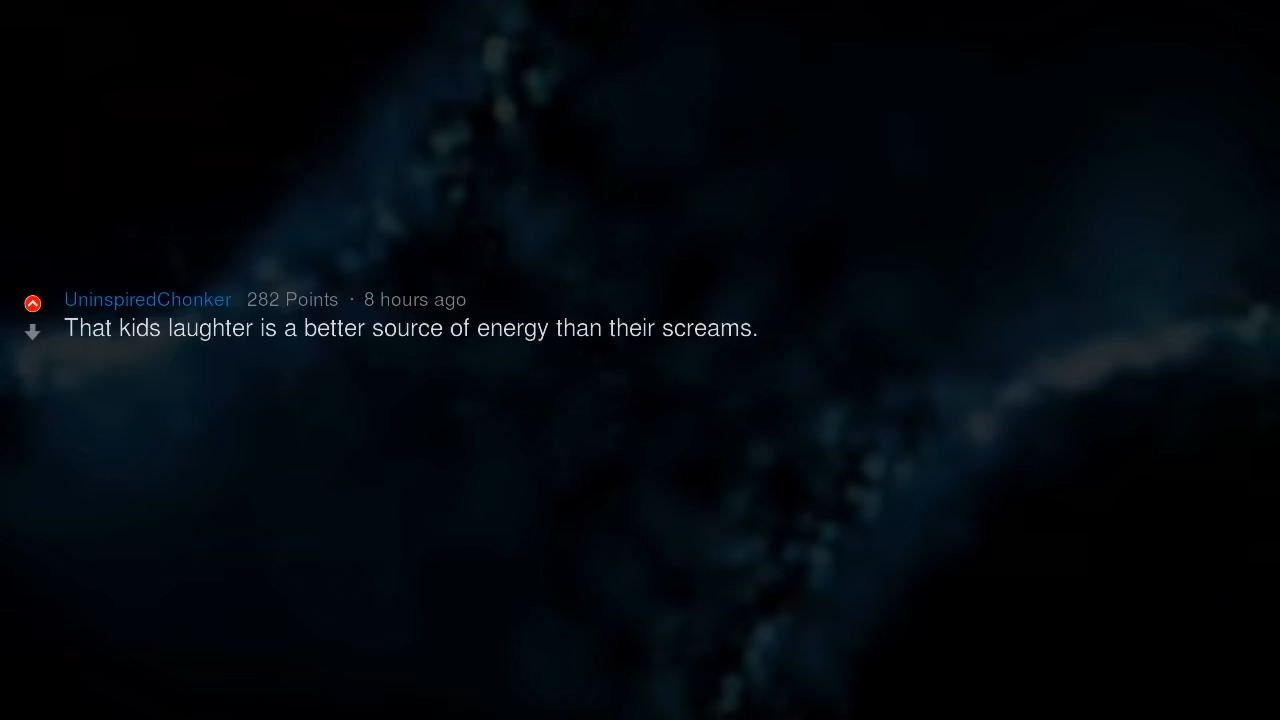 UninspiredChonker 282 Points · 8 hours ago
That kids laughter is a better source of energy than their screams.